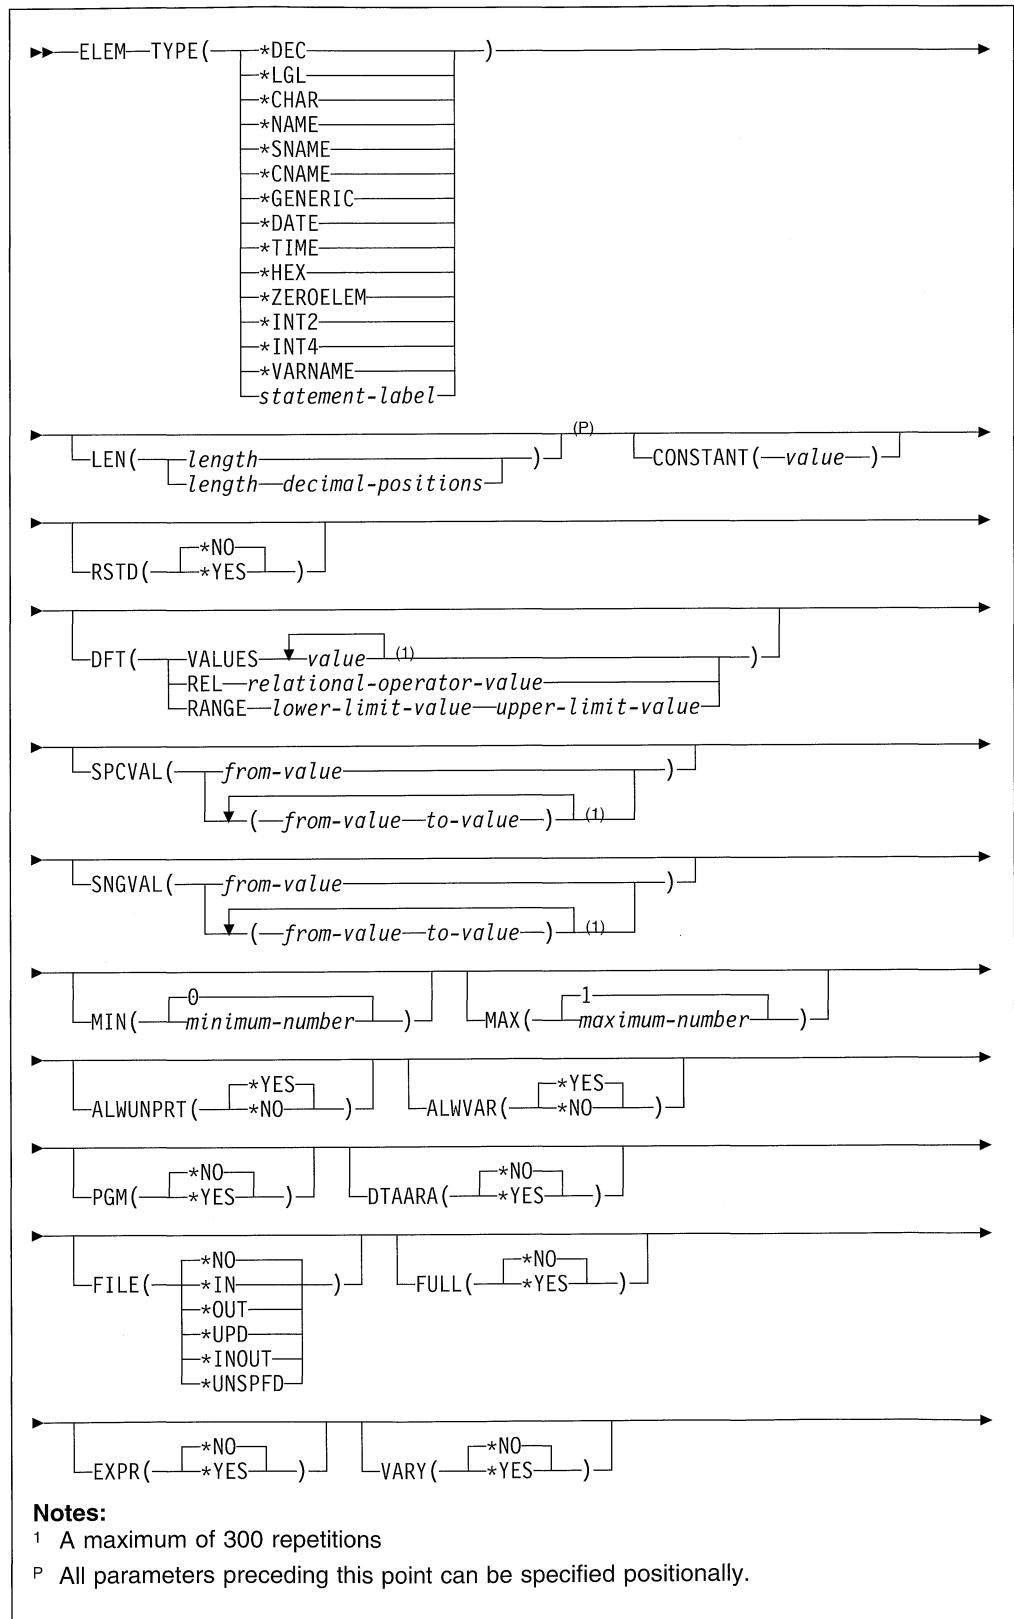 ELEM TYPE( *DEC )
*LGL
*CHAR
*NAME
*SNAME
*CNAME
*GENERIC
*DATE
*TIME
*HEX
*ZEROELEM
*INT2
*INT4
*VARNAME
statement-label
(P)
LEN( length ) CONSTANT( value )
length decimal-positions
*NO
RSTD( *YES )
DFT( VALUES value (1) )
REL relational-operator-value
RANGE lower-limit-value upper-limit-value
SPCVAL( from-value )
( from-value to-value ) (1)
SNGVAL( from-value )
( from-value to-value ) (1)
0 1
MIN( minimum-number ) MAX( maximum-number )
*YES *YES
ALWUNPRT( *NO ) ALWVAR( *NO )
*NO *NO
PGM( *YES ) DTAARA( *YES )
*NO *NO
FILE( *IN ) FULL( *YES )
*OUT
*UPD
*INOUT
*UNSPFD
*NO *NO
EXPR( *YES ) VARY( *YES )
Notes:
1 A maximum of 300 repetitions
P All parameters preceding this point can be specified positionally.